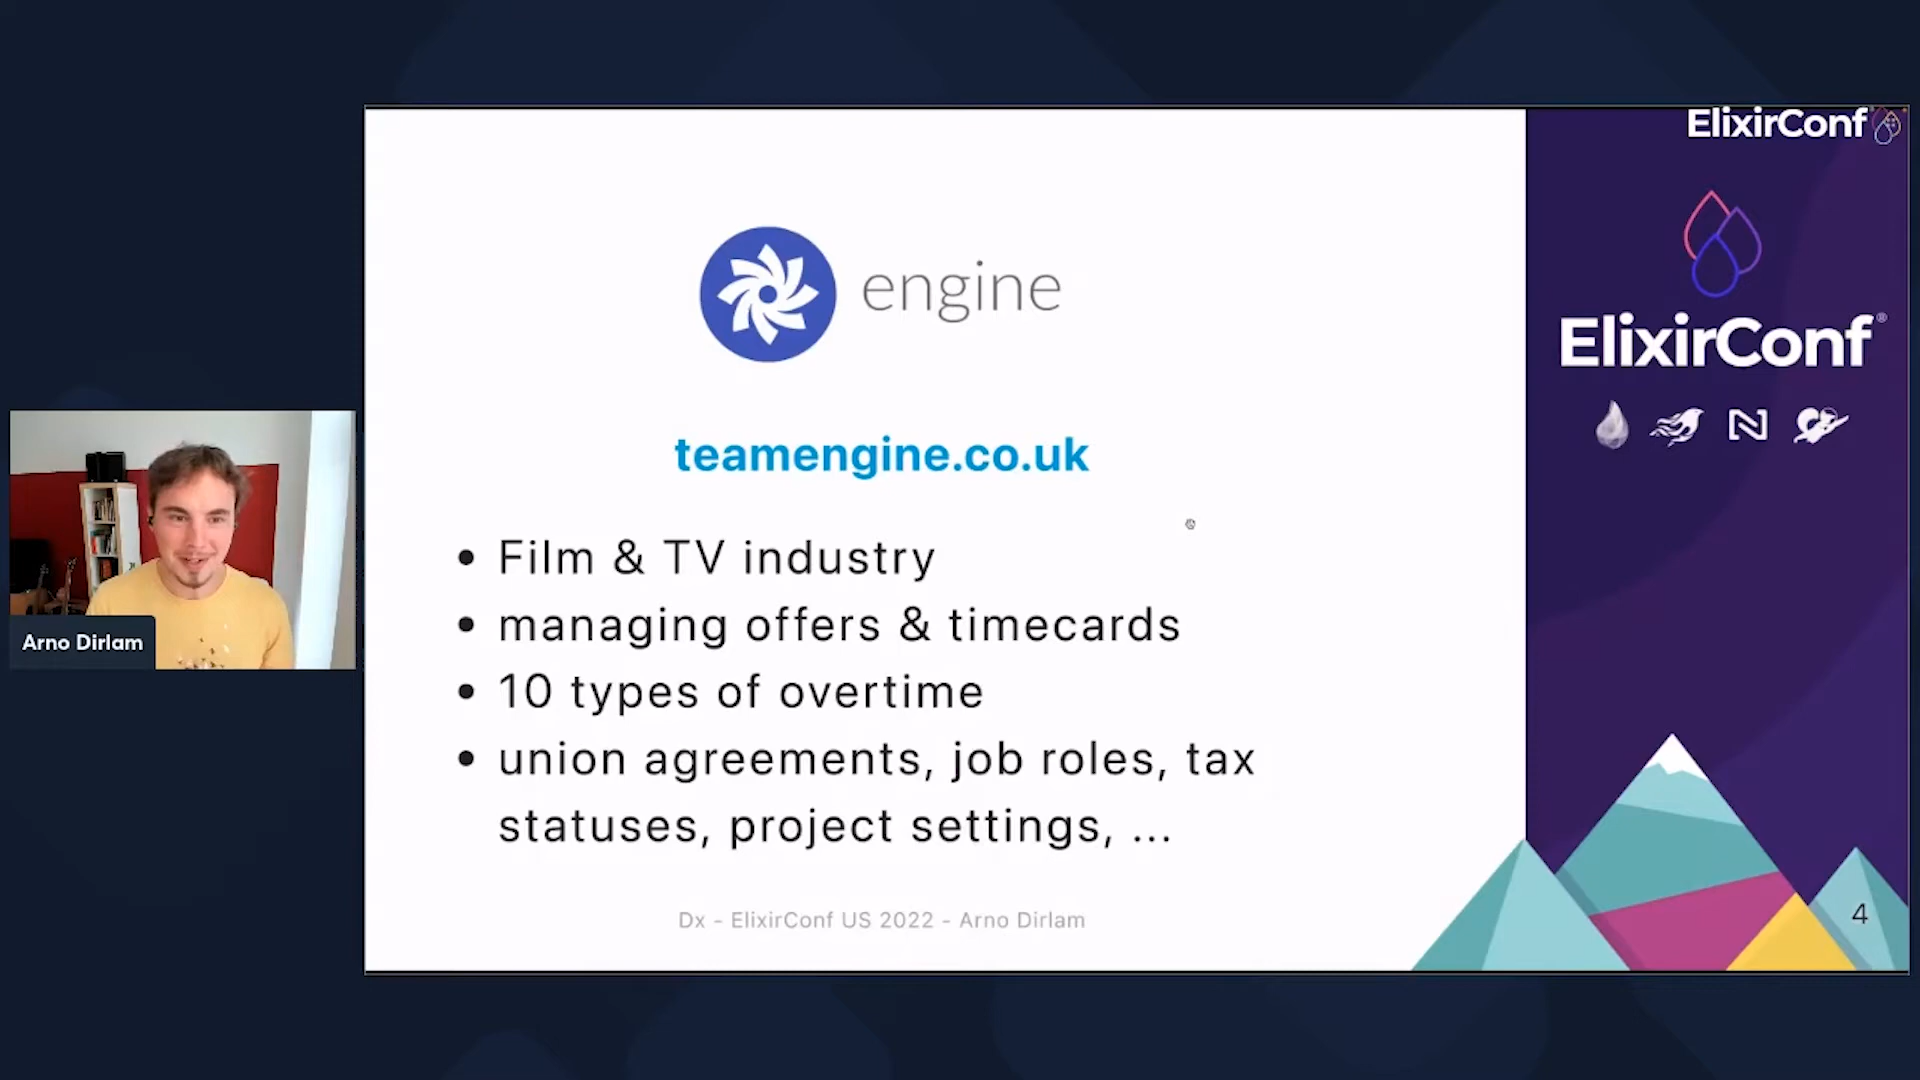 ElixirConf
engine
teamengine.co.uk
ElixirConf®
• Film & TV industry
• managing offers & timecards
• 10 types of overtime
• union agreements, job roles, tax
statuses, project settings, ...
Arno Dirlam
Dx - ElixirConf US 2022 - Arno Dirlam
4